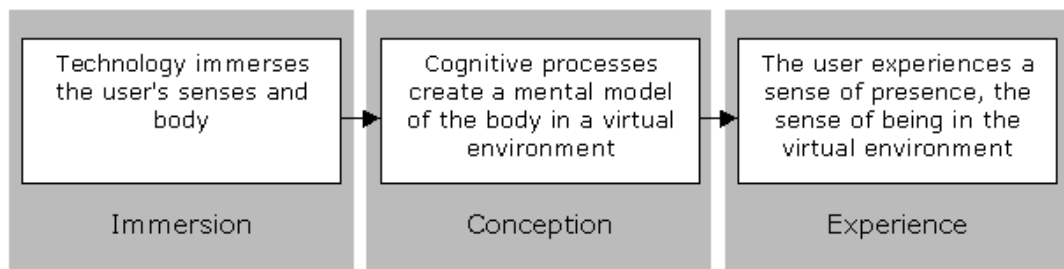 Technology immerses
the user's senses and
body
Immersion
Cognitive processes
create a mental model
of the body in a virtual
environment
Conception
The user experiences a
sense of presence, the
sense of being in the
virtual environment
Experience